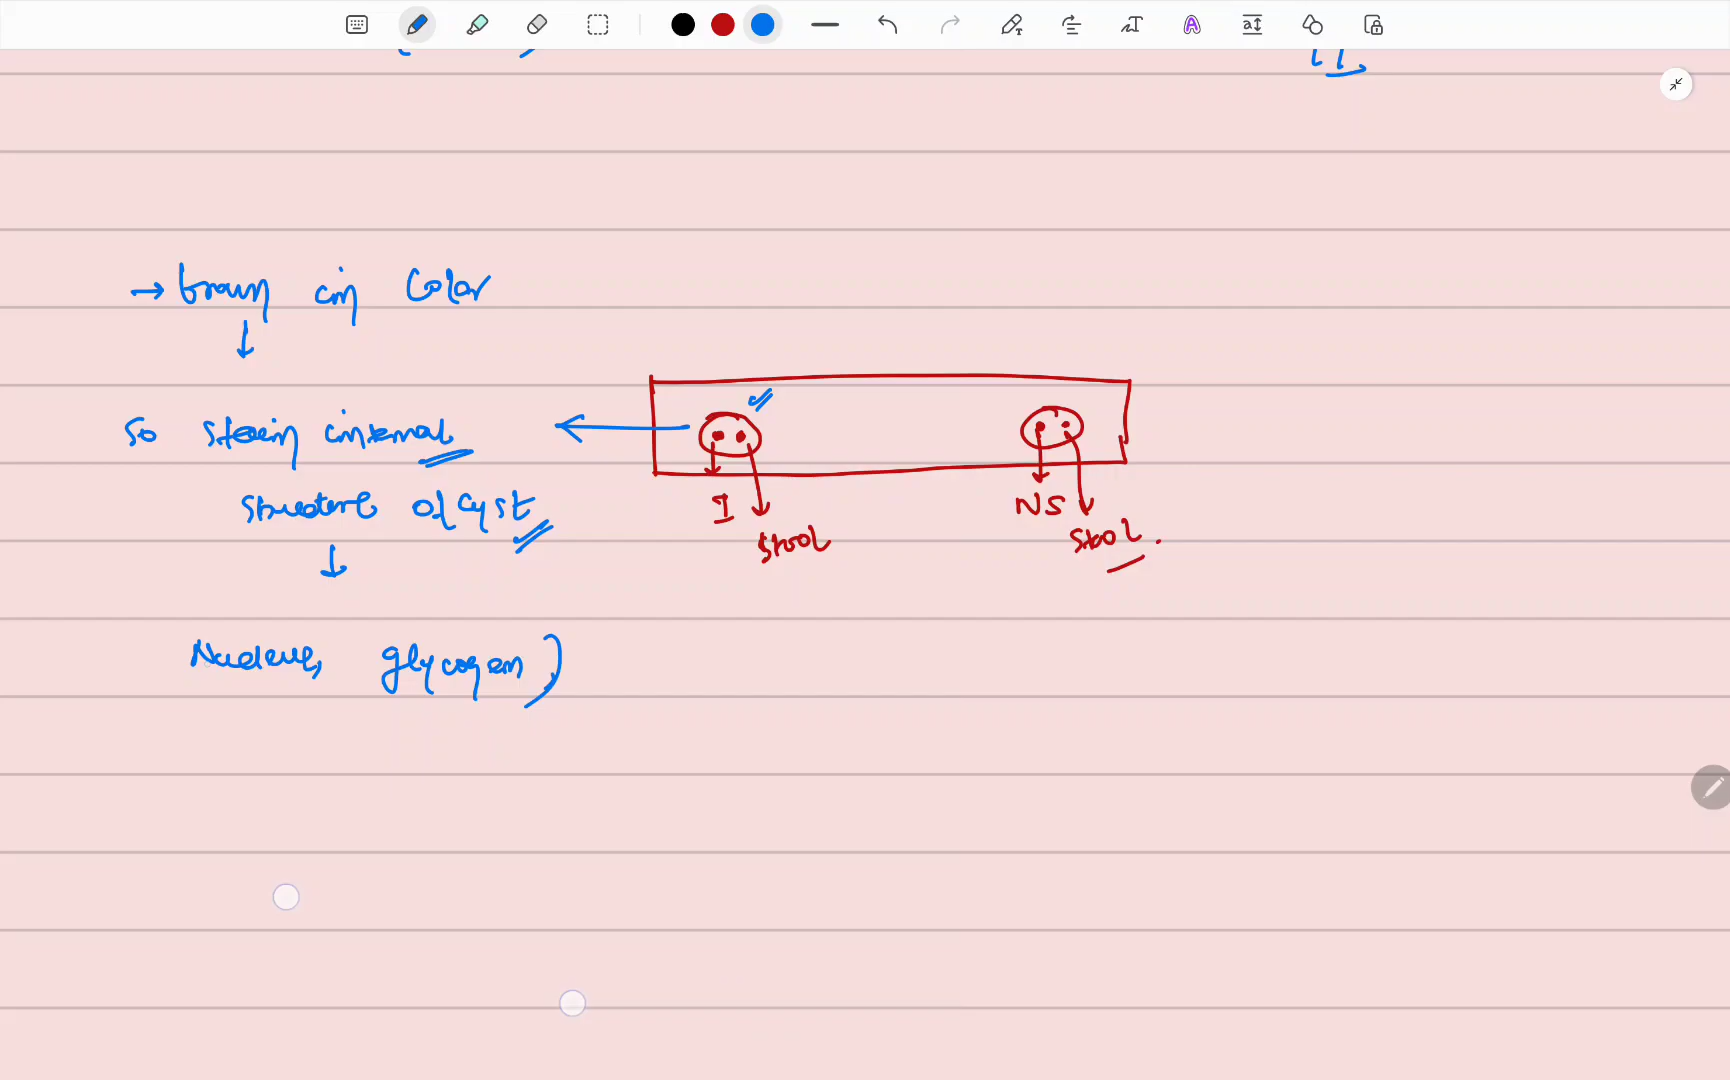 → brown in color
↓
So stain internal
structure of cyst
↓
Nucleus, glycogen)
I
stool
NS
stool.